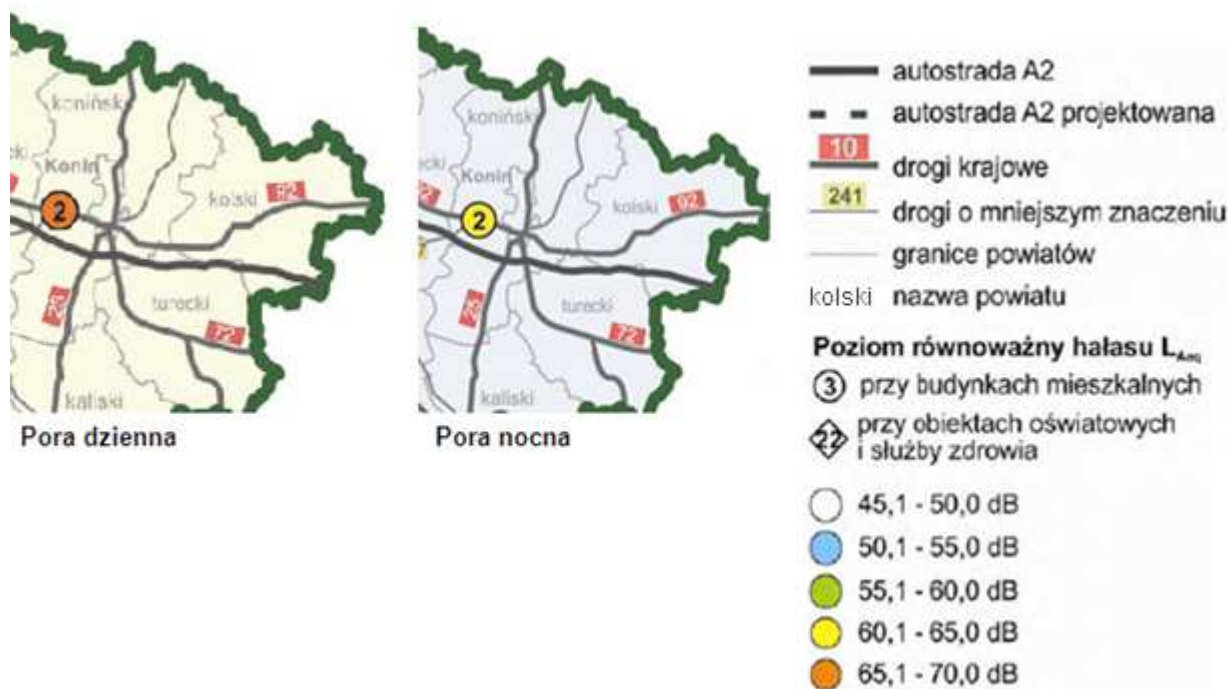 koniński
Konin
2
kolski
92
turecki
72
kaliski
Pora dzienna
koniński
Konin
2
kolski
92
turecki
72
kaliski
Pora nocna
autostrada A2
autostrada A2 projektowana
10
drogi krajowe
241
drogi o mniejszym znaczeniu
granice powiatów
kolski nazwa powiatu
Poziom równoważny hałasu L Aeq
3 przy budynkach mieszkalnych
22 przy obiektach oświatowych
i służby zdrowia
45,1 - 50,0 dB
50,1 - 55,0 dB
55,1 - 60,0 dB
60,1 - 65,0 dB
65,1 - 70,0 dB